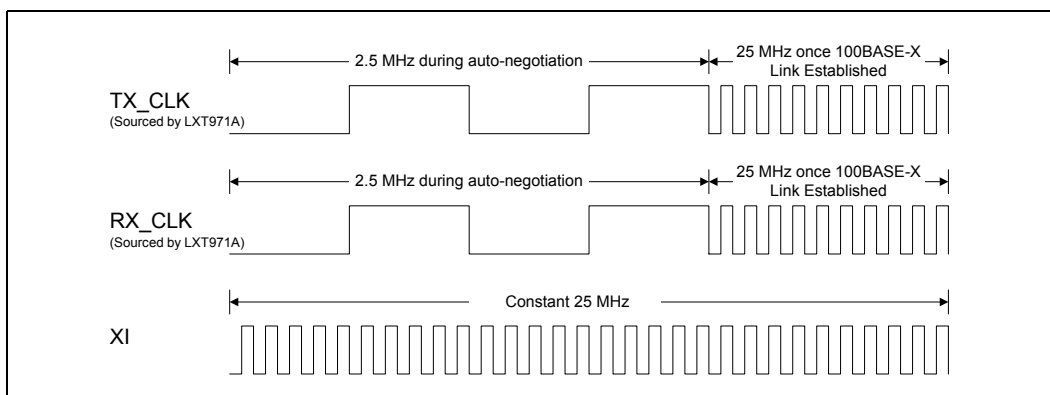 2.5 MHz during auto-negotiation
25 MHz once 100BASE-X
Link Established
TX_CLK
(Sourced by LXT971A)
2.5 MHz during auto-negotiation
25 MHz once 100BASE-X
Link Established
RX_CLK
(Sourced by LXT971A)
Constant 25 MHz
XI